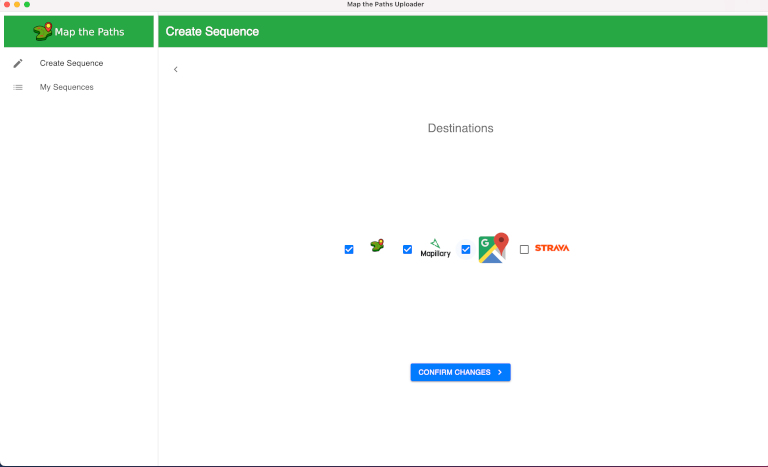 Map the Paths Uploader
Map the Paths
Create Sequence
Create Sequence
My Sequences
Destinations
Mapillary
G
STRAVA
CONFIRM CHANGES